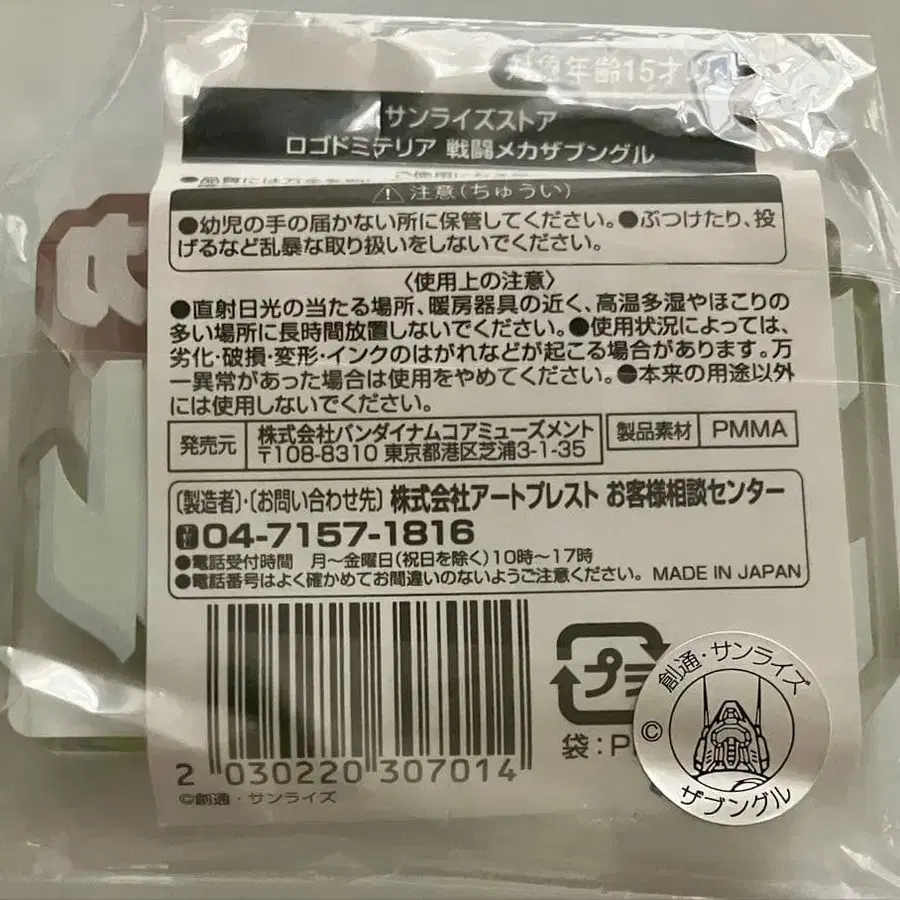 対象年齢15才以上
サンライズストア
ロゴドミテリア 戦闘メカザブングル
⚠注意(ちゅうい)
●幼児の手の届かない所に保管してください。●ぶつけたり、投
げるなど乱暴な取り扱いをしないでください。
〈使用上の注意〉
●直射日光の当たる場所、暖房器具の近く、高温多湿やほこりの
多い場所に長時間放置しないでください。●使用状況によっては、
劣化・破損・変形・インクのはがれなどが起こる場合があります。万
一異常があった場合は使用をやめてください。●本来の用途以外
には使用しないでください。
発売元
株式会社バンダイナムコアミューズメント
〒108-8310 東京都港区芝浦3-1-35
製品素材 PMMA
〔製造者〕・〔お問い合わせ先〕 株式会社アートプレスト お客様相談センター
TEL 04-7157-1816
●電話受付時間 月〜金曜日(祝日を除く)10時〜17時
●電話番号はよく確かめてお間違いのないようご注意ください。 MADE IN JAPAN
2 030220 307014
©創通・サンライズ
プラ
袋:P
創通・サンライズ
©
ザブングル